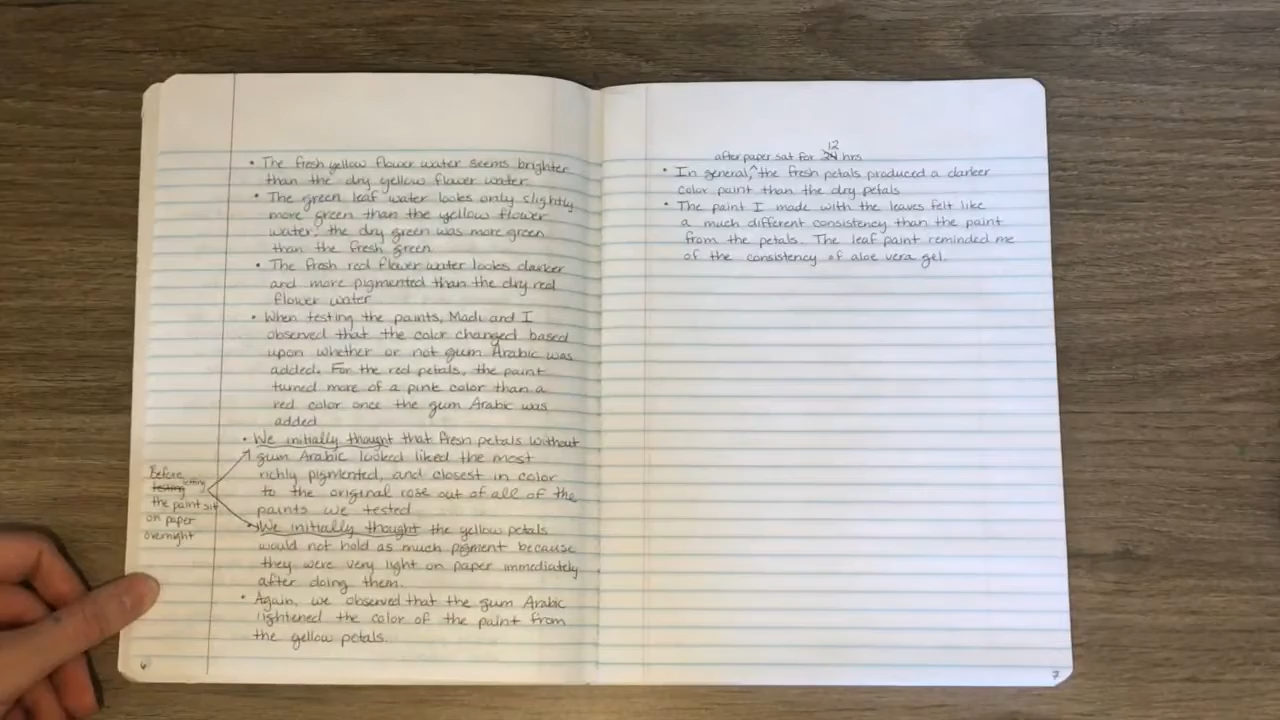 • The fresh yellow flower water seems brighter
than the dry yellow flower water
• The green leaf water looks only slightly
more green than the yellow flower
water. the dry green was more green
than the fresh green
• The fresh red flower water looks darker
and more pigmented than the dry red
flower water
• When testing the paints, Madi and I
observed that the color changed based
upon whether or not gum Arabic was
added. For the red petals, the paint
turned more of a pink color than a
red color once the gum Arabic was
added
• We initially thought that fresh petals without
gum Arabic looked liked the most
richly pigmented, and closest in color
to the original rose out of all of the
paints we tested
• We initially thought the yellow petals
would not hold as much pigment because
they were very light on paper immediately
after doing them.
• Again, we observed that the gum Arabic
lightened the color of the paint from
the yellow petals.
Before
testing letting
the paint sit
on paper
overnight
6
12
after paper sat for 24 hrs
• In general,^ the fresh petals produced a darker
color paint than the dry petals
• The paint I made with the leaves felt like
a much different consistency than the paint
from the petals. The leaf paint reminded me
of the consistency of aloe vera gel.
7